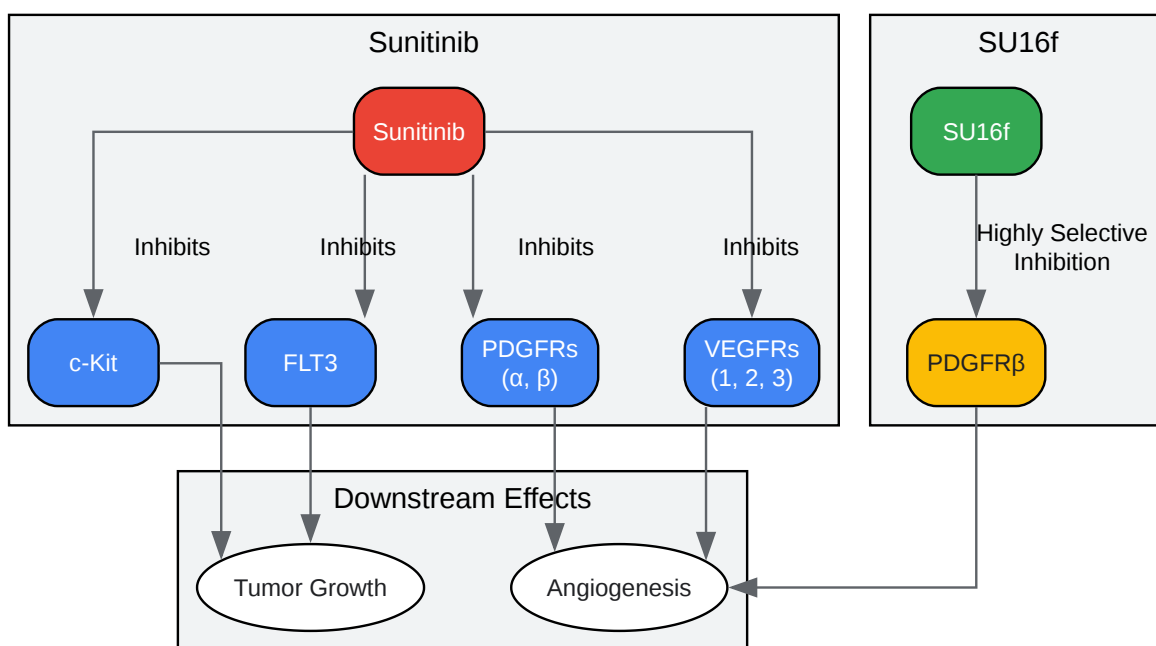 Sunitinib
SU16f
Sunitinib
SU16f
Inhibits
Inhibits
Inhibits
Inhibits
Highly Selective
Inhibition
c-Kit
FLT3
PDGFRs
(α, β)
VEGFRs
(1, 2, 3)
PDGFRβ
Downstream Effects
Tumor Growth
Angiogenesis